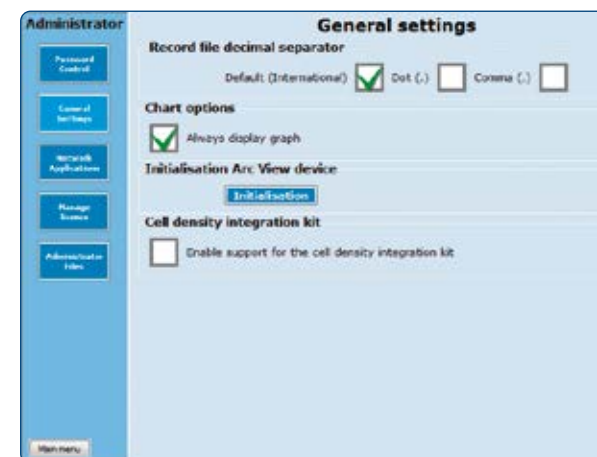 Administrator
General settings
Password
Control
General
Settings
Network
Applications
Manage
licence
Administrator
Files
Main menu
Record file decimal separator
Default (International)
Dot (.)
Comma (,)
Chart options
Always display graph
Initialisation Arc View device
Initialisation
Cell density integration kit
Enable support for the cell density integration kit